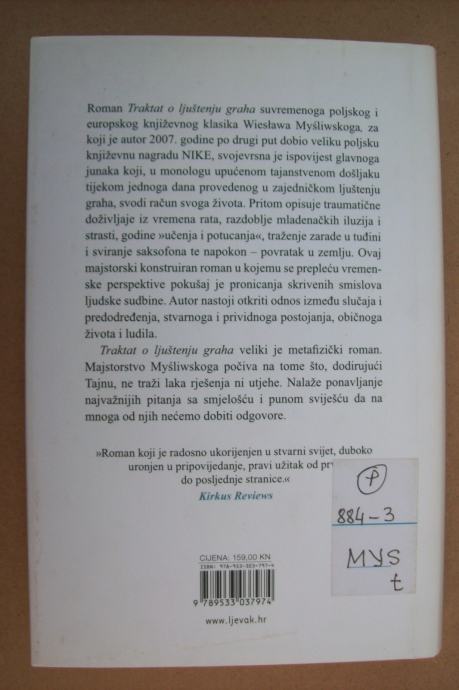 Roman Traktat o ljuštenju graha suvremenoga poljskog i
europskog književnog klasika Wiesława Myśliwskoga, za
koji je autor 2007. godine po drugi put dobio veliku poljsku
književnu nagradu NIKE, svojevrsna je ispovijest glavnoga
junaka koji, u monologu upućenom tajanstvenom došljaku
tijekom jednoga dana provedenog u zajedničkom ljuštenju
graha, svodi račun svoga života. Pritom opisuje traumatične
doživljaje iz vremena rata, razdoblje mladenačkih iluzija i
strasti, godine »učenja i potucanja«, traženje zarade u tuđini
i sviranje saksofona te napokon – povratak u zemlju. Ovaj
majstorski konstruiran roman u kojemu se prepleću vremen-
ske perspektive pokušaj je pronicanja skrivenih smislova
ljudske sudbine. Autor nastoji otkriti odnos između slučaja i
predodređenja, stvarnoga i prividnoga postojanja, običnoga
života i ludila.
Traktat o ljuštenju graha veliki je metafizički roman.
Majstorstvo Myśliwskoga počiva na tome što, dodirujući
Tajnu, ne traži laka rješenja ni utjehe. Nalaže ponavljanje
najvažnijih pitanja sa smjelošću i punom sviješću da na
mnoga od njih nećemo dobiti odgovore.
»Roman koji je radosno ukorijenjen u stvarni svijet, duboko
uronjen u pripovijedanje, pravi užitak od
do posljednje stranice.«
Kirkus Reviews
P
884-3
MYS
t
CIJENA: 159,00 KN
ISBN: 978-953-303-797-4
9 789533 037974
www.ljevak.hr